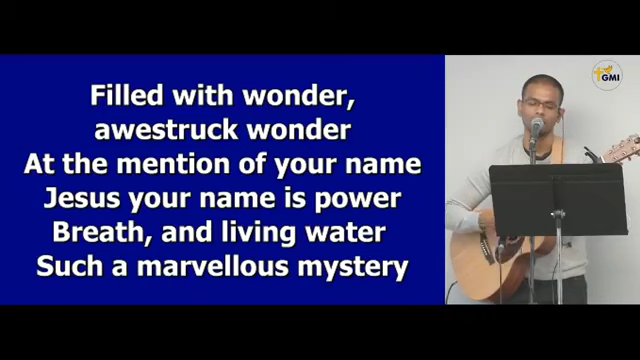 Filled with wonder,
awestruck wonder
At the mention of your name
Jesus your name is power
Breath, and living water
Such a marvellous mystery
GMI